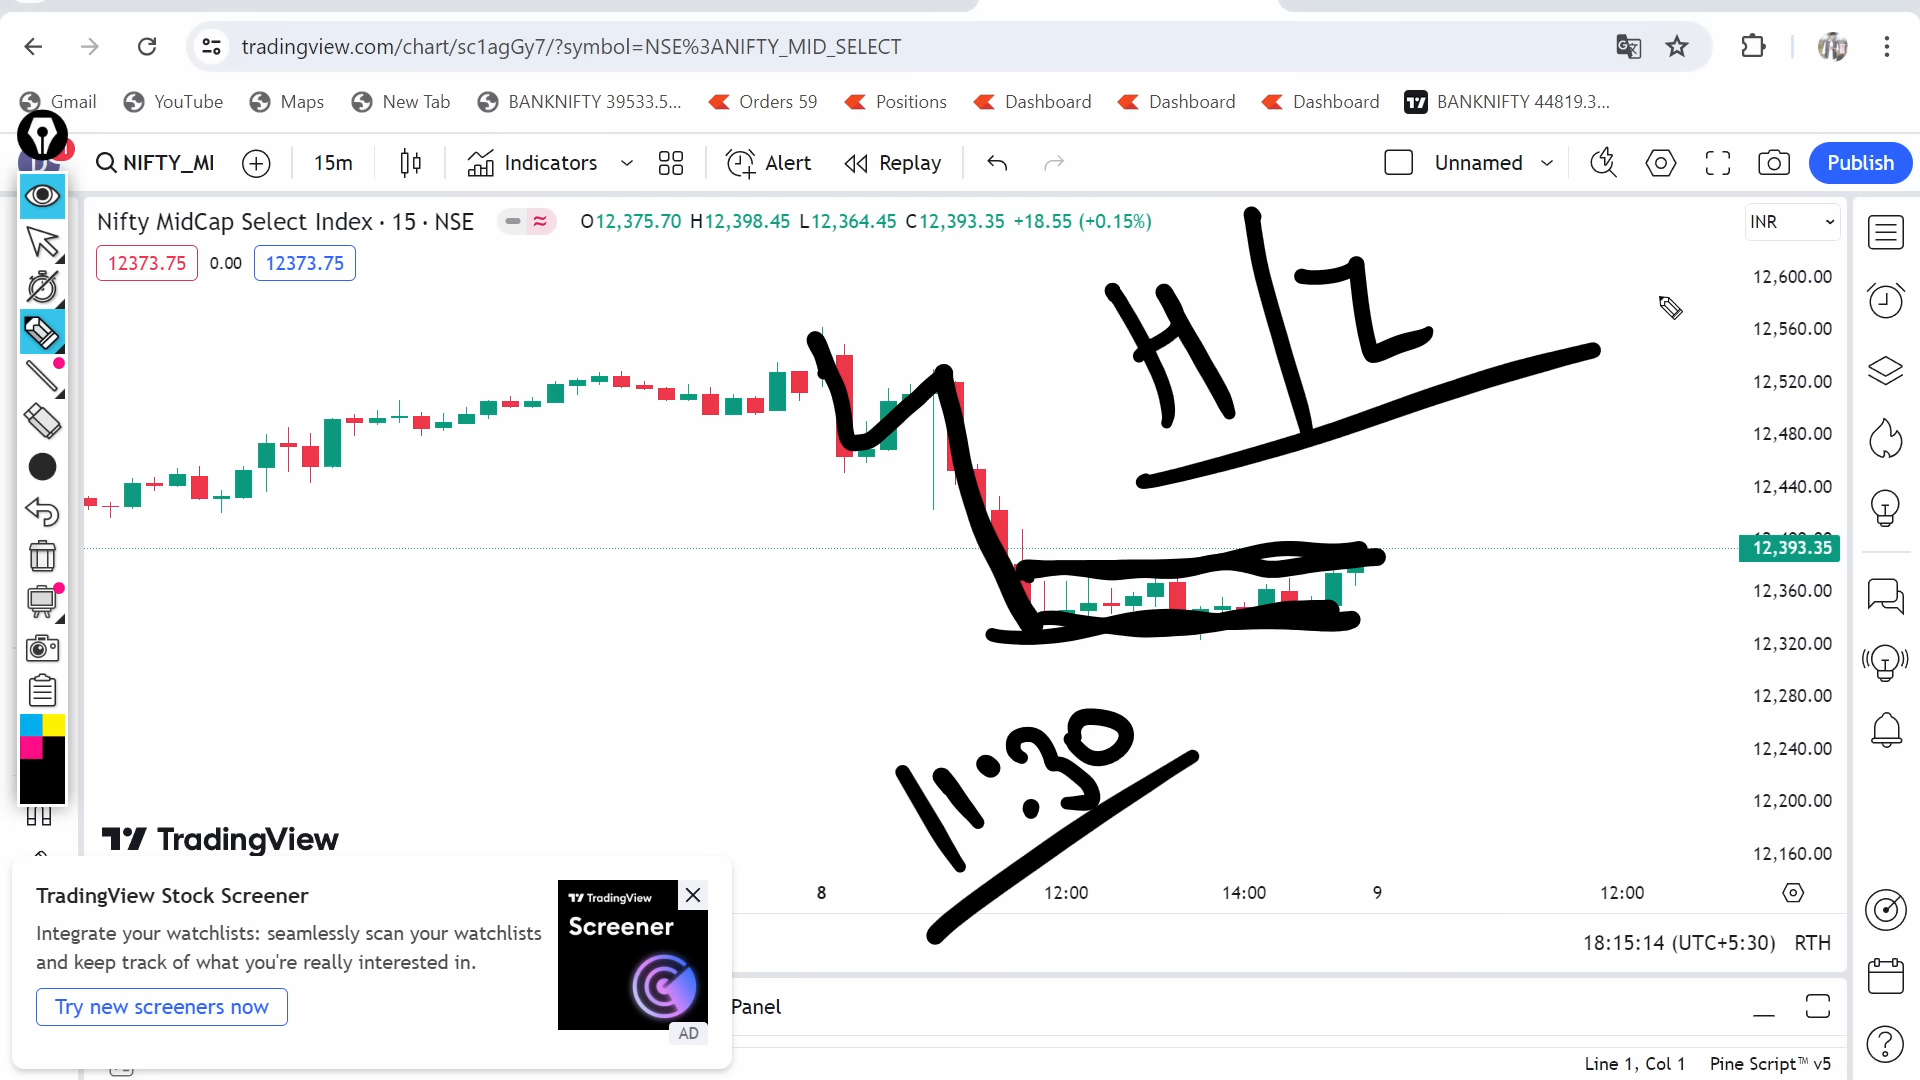 tradingview.com/chart/sc1agGy7/?symbol=NSE%3ANIFTY_MID_SELECT
Gmail YouTube Maps New Tab BANKNIFTY 39533.5... Orders 59 Positions Dashboard Dashboard Dashboard BANKNIFTY 44819.3...
NIFTY_MI 15m Indicators Alert Replay Unnamed Publish
Nifty MidCap Select Index · 15 · NSE O12,375.70 H12,398.45 L12,364.45 C12,393.35 +18.55 (+0.15%) INR
12373.75 0.00 12373.75
12,600.00
12,560.00
12,520.00
12,480.00
12,440.00
12,393.35
12,360.00
12,320.00
12,280.00
12,240.00
12,200.00
12,160.00
11:30
TradingView
8 12:00 14:00 9 12:00
TradingView Stock Screener
Integrate your watchlists: seamlessly scan your watchlists
and keep track of what you're really interested in.
Try new screeners now
TradingView
Screener
AD
18:15:14 (UTC+5:30) RTH
Panel
Line 1, Col 1 Pine Script™ v5